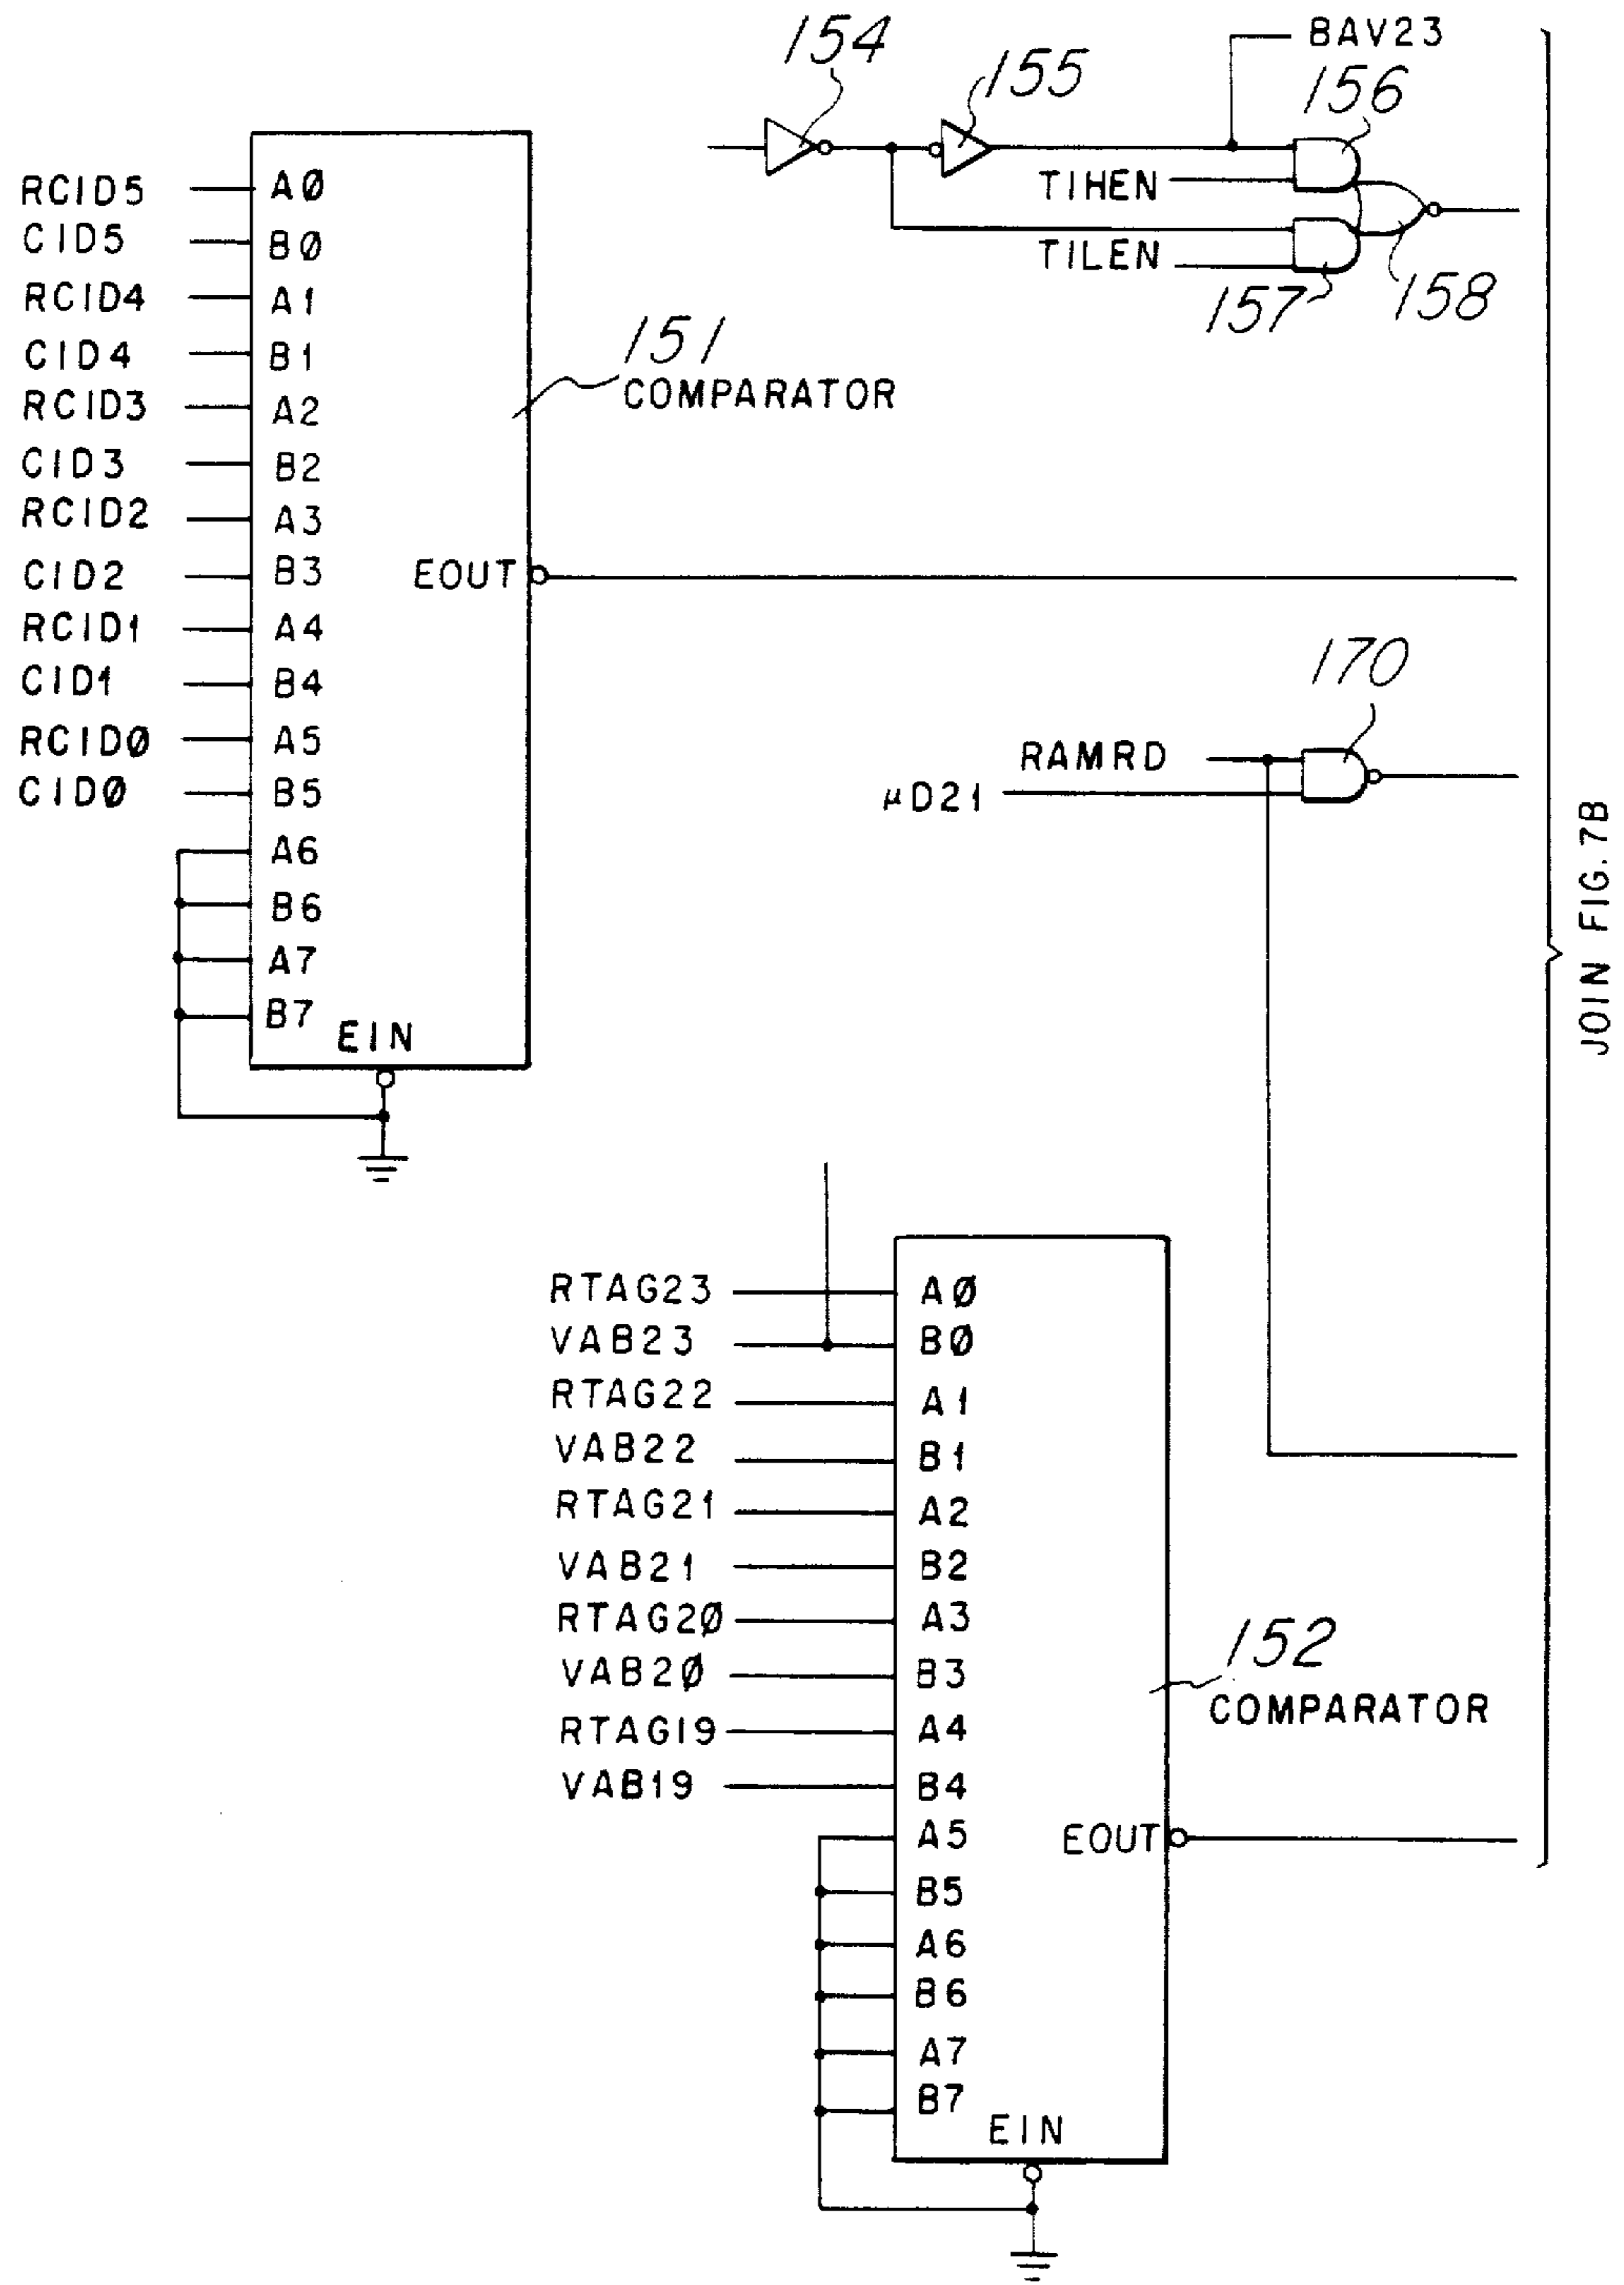 154
155
BAV23
156
TIHEN
TILEN
157
158
RCID5 A0
CID5 B0
RCID4 A1
CID4 B1
RCID3 A2
CID3 B2
RCID2 A3
CID2 B3
RCID1 A4
CID1 B4
RCID0 A5
CID0 B5
A6
B6
A7
B7
EIN
EOUT
151
COMPARATOR
170
RAMRD
µD21
JOIN FIG. 7B
RTAG23 A0
VAB23 B0
RTAG22 A1
VAB22 B1
RTAG21 A2
VAB21 B2
RTAG20 A3
VAB20 B3
RTAG19 A4
VAB19 B4
A5
B5
A6
B6
A7
B7
EIN
EOUT
152
COMPARATOR